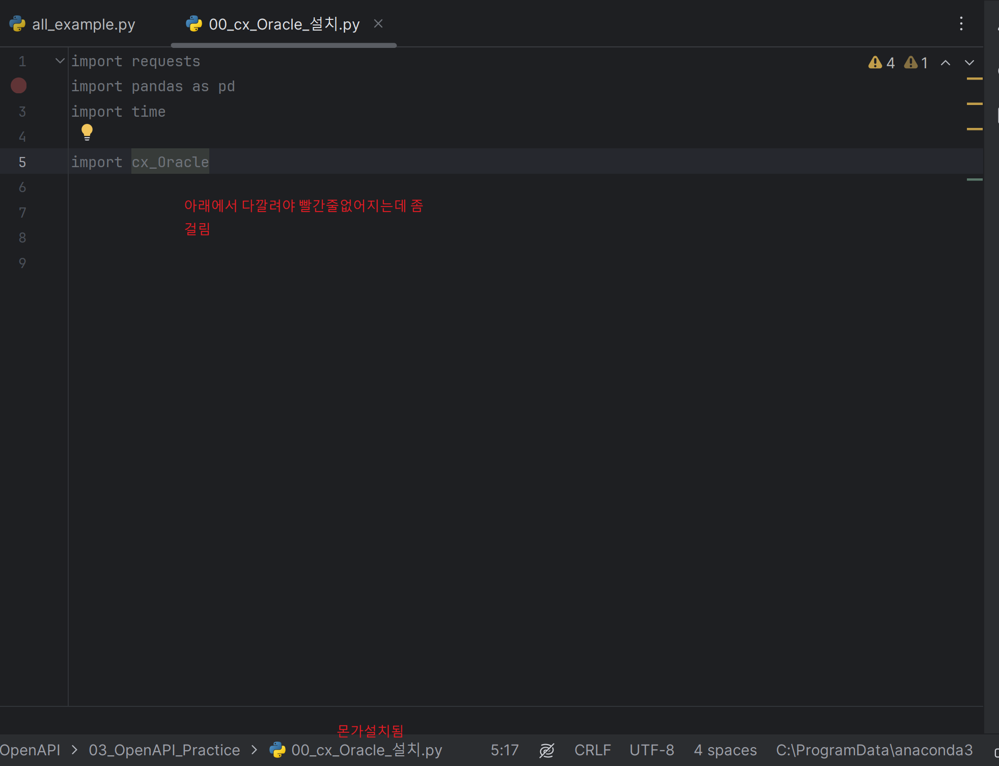 all_example.py
00_cx_Oracle_설치.py
1 import requests
4 1
import pandas as pd
3 import time
4
5 import cx_Oracle
6
아래에서 다깔려야 빨간줄없어지는데 좀
7
걸림
8
9
몬가설치됨
OpenAPI > 03_OpenAPI_Practice > 00_cx_Oracle_설치.py 5:17 CRLF UTF-8 4 spaces C:\ProgramData\anaconda3